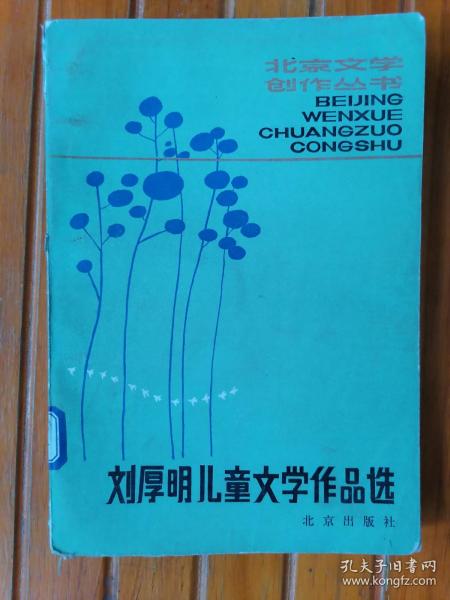 北京文学
创作丛书
BEIJING
WENXUE
CHUANGZUO
CONGSHU
刘厚明儿童文学作品选
北京出版社
孔夫子旧书网
www.kongfz.com